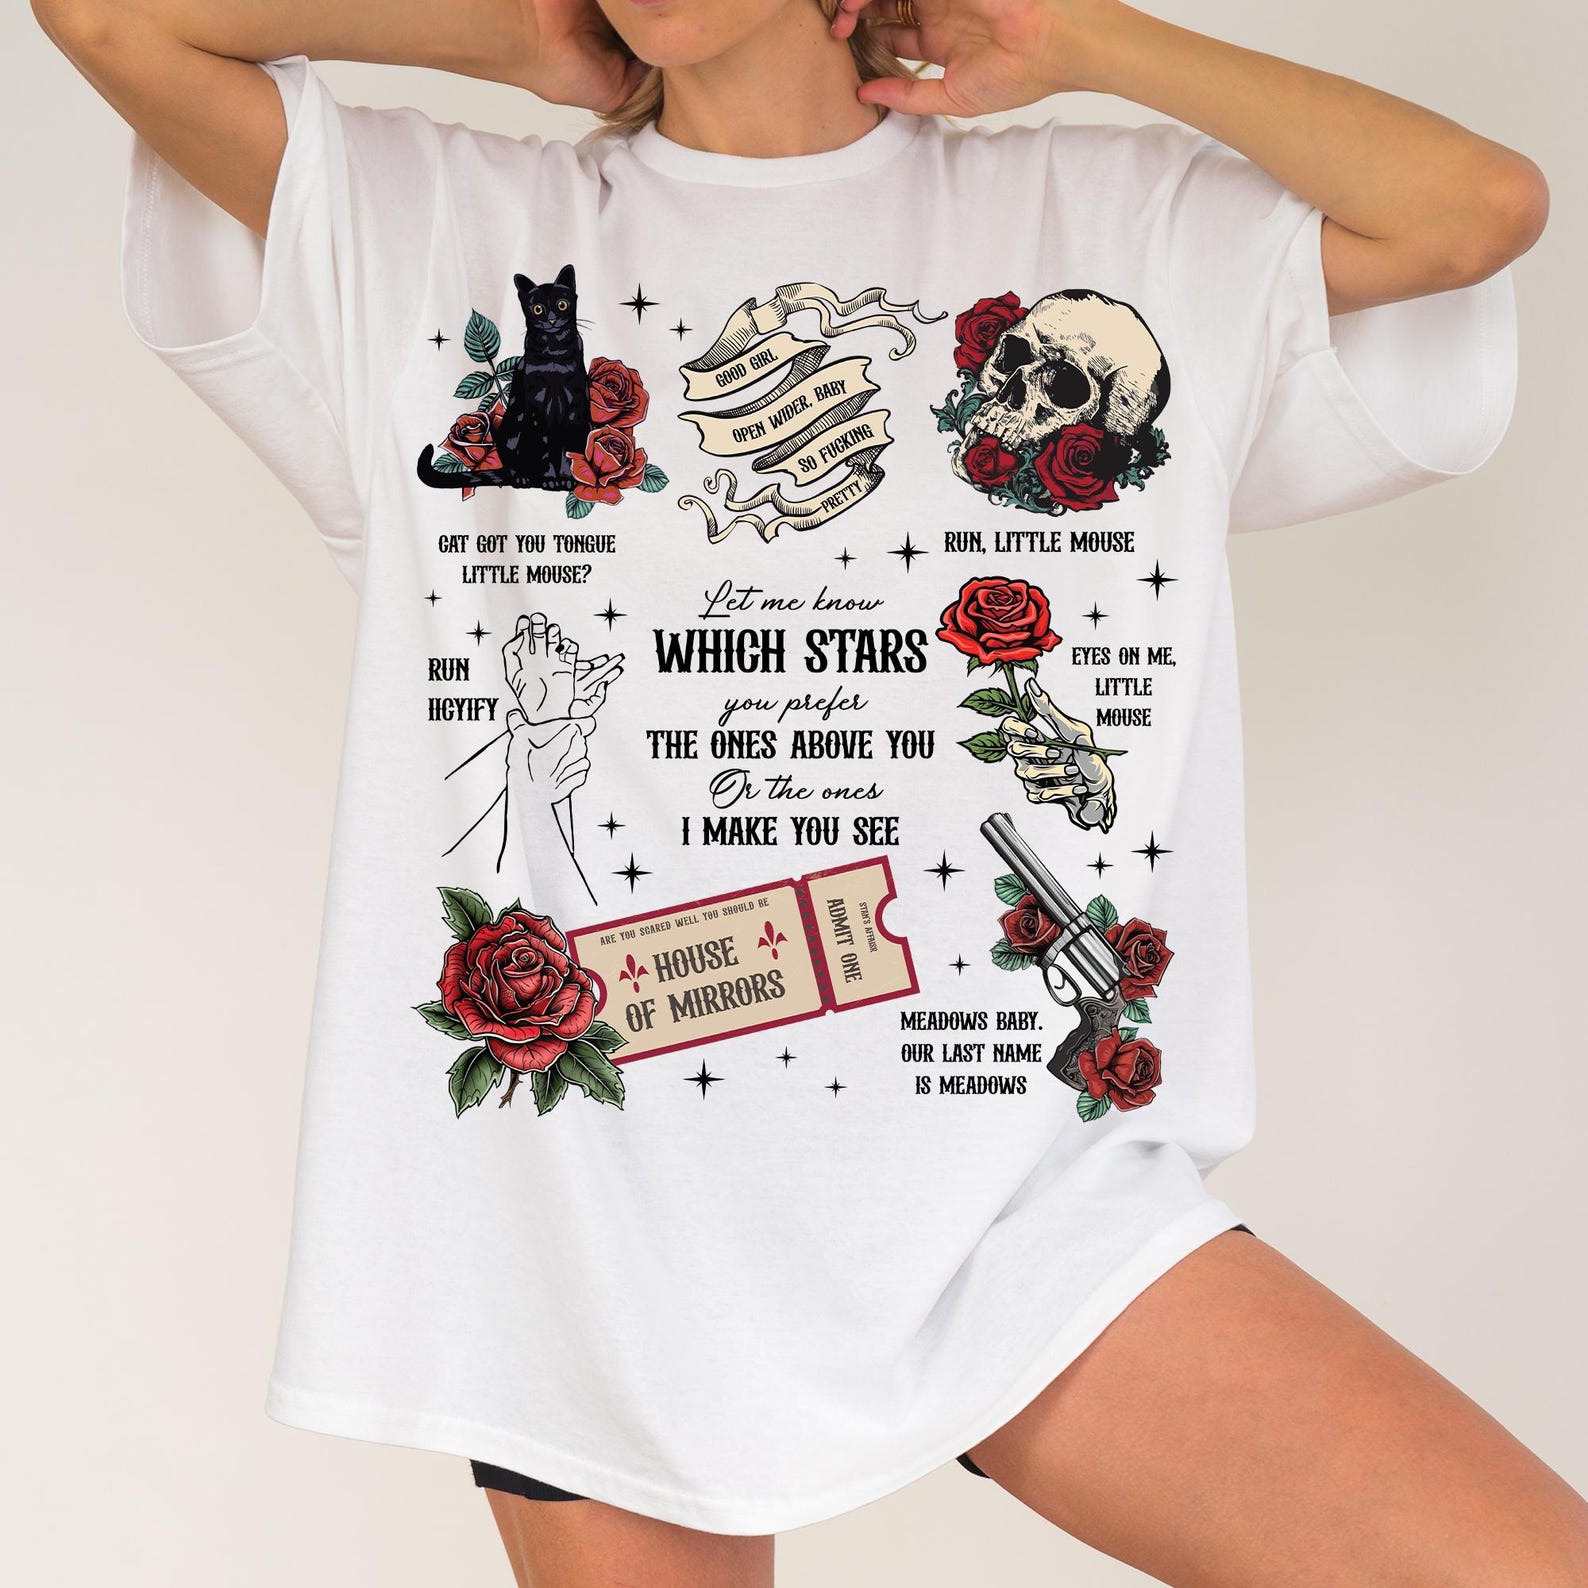 GOOD GIRL
OPEN WIDER, BABY
SO FUCKING
PRETTY
CAT GOT YOU TONGUE
LITTLE MOUSE?
RUN, LITTLE MOUSE
Let me know
WHICH STARS
you prefer
THE ONES ABOVE YOU
Or the ones
I MAKE YOU SEE
RUN
IICYIFY
EYES ON ME,
LITTLE
MOUSE
ARE YOU SCARED WELL YOU SHOULD BE
HOUSE
OF MIRRORS
ADMIT ONE
MEADOWS BABY.
OUR LAST NAME
IS MEADOWS